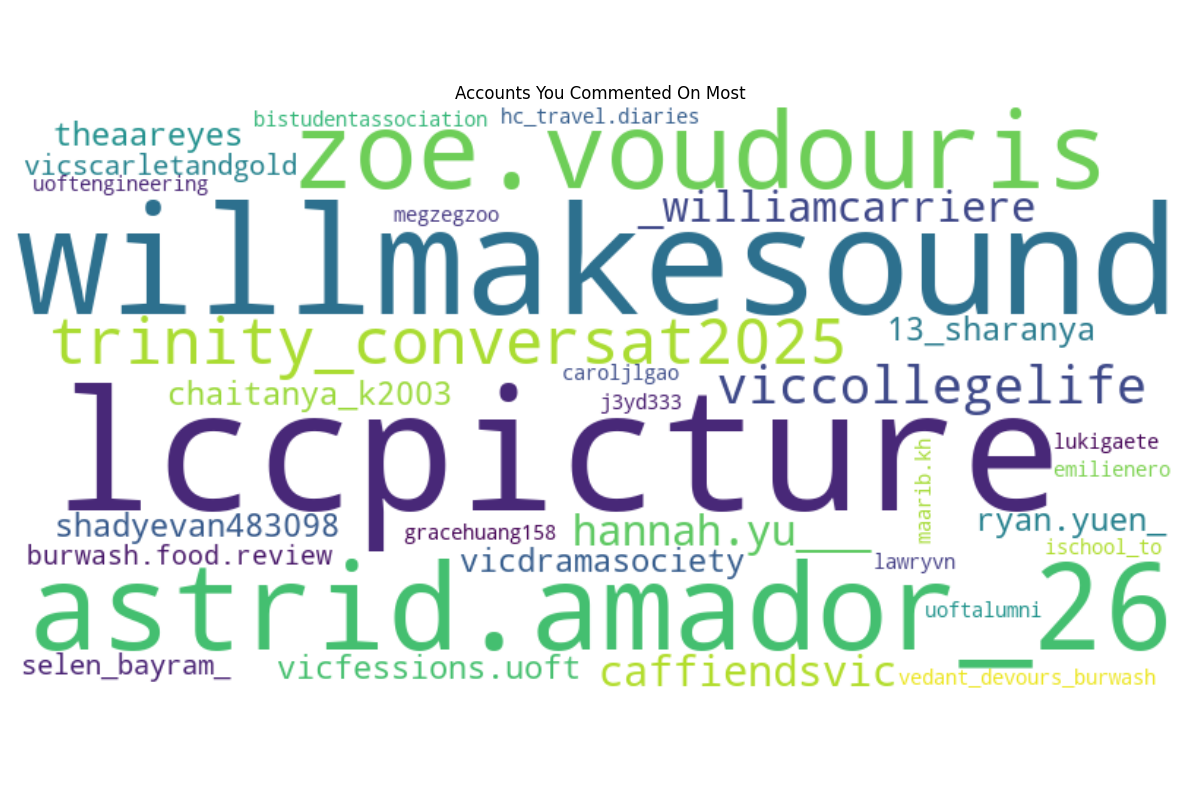 Accounts You Commented On Most
bistudentassociation
hc_travel.diaries
theaareyes
zoe.voudouris
vicscarletandgold
uoftengineering
_williamcarriere
megzegzoo
willmakesound
trinity_conversat2025
13_sharanya
caroljlgao
viccollegelife
chaitanya_k2003
j3yd333
lccpicture
lukigaete
emilienero
maarib.kh
shadyevan483098
gracehuang158
hannah.yu___
ryan.yuen_
ischool_to
burwash.food.review
vicdramasociety
lawryvn
astrid.amador_26
uoftalumni
selen_bayram_
vicfessions.uoft
caffiendsvic
vedant_devours_burwash